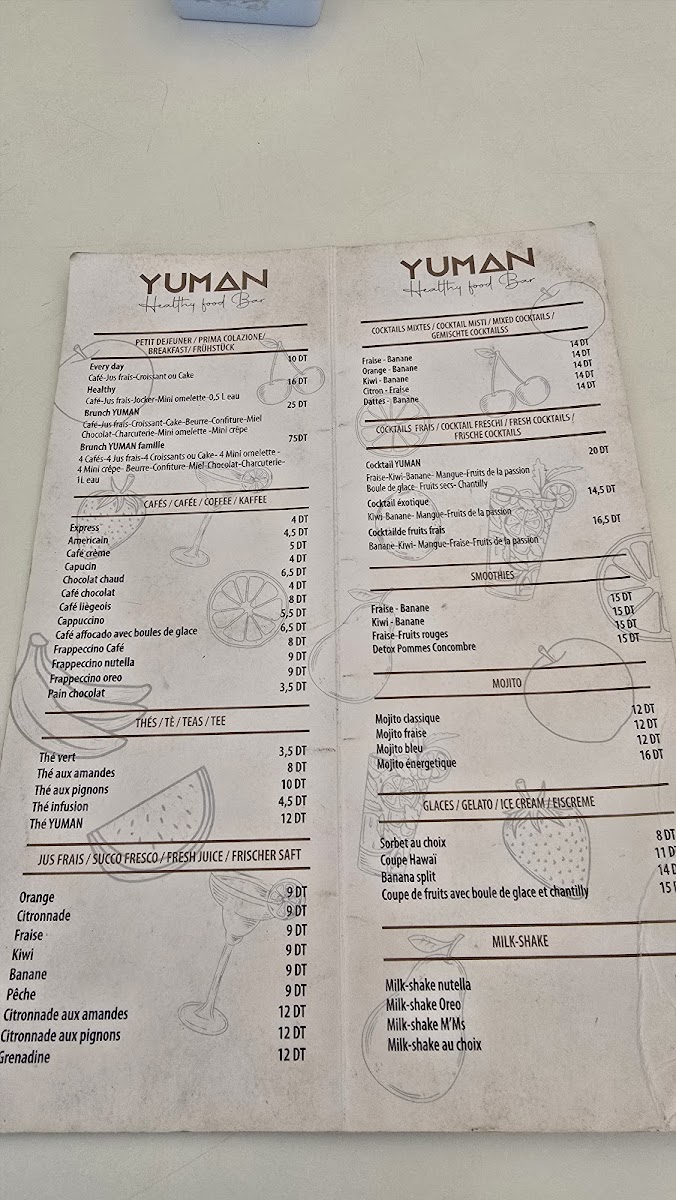 YUMAN
Healthy food Bar
PETIT DEJEUNER / PRIMA COLAZIONE/
BREAKFAST/ FRÜHSTÜCK
Every day 10 DT
Café-Jus frais-Croissant ou Cake
Healthy 16 DT
Café-Jus frais-Jocker-Mini omelette-0,5 L eau
Brunch YUMAN 25 DT
Café-Jus frais-Croissant-Cake-Beurre-Confiture-Miel
Chocolat-Charcuterie-Mini omelette -Mini crêpe
Brunch YUMAN famille 75DT
4 Cafés-4 Jus frais-4 Croissants ou Cake- 4 Mini omelette -
4 Mini crêpe- Beurre-Confiture-Miel-Chocolat-Charcuterie-
1L eau
CAFÉS / CAFÉE / COFFEE / KAFFEE
Express 4 DT
Americain 4,5 DT
Café crème 5 DT
Capucin 4 DT
Chocolat chaud 6,5 DT
Café chocolat 4 DT
Café liègeois 8 DT
Cappuccino 5,5 DT
Café affocado avec boules de glace 6,5 DT
Frappeccino Café 8 DT
Frappeccino nutella 9 DT
Frappeccino oreo 9 DT
Pain chocolat 3,5 DT
THÉS / TÈ / TEAS / TEE
Thé vert 3,5 DT
Thé aux amandes 8 DT
Thé aux pignons 10 DT
Thé infusion 4,5 DT
Thé YUMAN 12 DT
JUS FRAIS / SUCCO FRESCO / FRESH JUICE / FRISCHER SAFT
Orange 9 DT
Citronnade 9 DT
Fraise 9 DT
Kiwi 9 DT
Banane 9 DT
Pêche 9 DT
Citronnade aux amandes 12 DT
Citronnade aux pignons 12 DT
Grenadine 12 DT
YUMAN
Healthy food Bar
COCKTAILS MIXTES / COCKTAIL MISTI / MIXED COCKTAILS /
GEMISCHTE COCKTAILSS
Fraise - Banane 14 DT
Orange - Banane 14 DT
Kiwi - Banane 14 DT
Citron - Fraise 14 DT
Dattes - Banane 14 DT
COCKTAILS FRAIS / COCKTAIL FRESCHI / FRESH COCKTAILS /
FRISCHE COCKTAILS
Cocktail YUMAN 20 DT
Fraise-Kiwi-Banane- Mangue-Fruits de la passion
Boule de glace- Fruits secs- Chantilly
Cocktail éxotique 14,5 DT
Kiwi-Banane- Mangue-Fruits de la passion
Cocktailde fruits frais 16,5 DT
Banane-Kiwi- Mangue-Fraise-Fruits de la passion
SMOOTHIES
Fraise - Banane 15 DT
Kiwi - Banane 15 DT
Fraise-Fruits rouges 15 DT
Detox Pommes Concombre 15 DT
MOJITO
Mojito classique 12 DT
Mojito fraise 12 DT
Mojito bleu 12 DT
Mojito énergetique 16 DT
GLACES / GELATO / ICE CREAM / EISCREME
Sorbet au choix 8 DT
Coupe Hawaï 11 D
Banana split 14 D
Coupe de fruits avec boule de glace et chantilly 15
MILK-SHAKE
Milk-shake nutella
Milk-shake Oreo
Milk-shake M'Ms
Milk-shake au choix